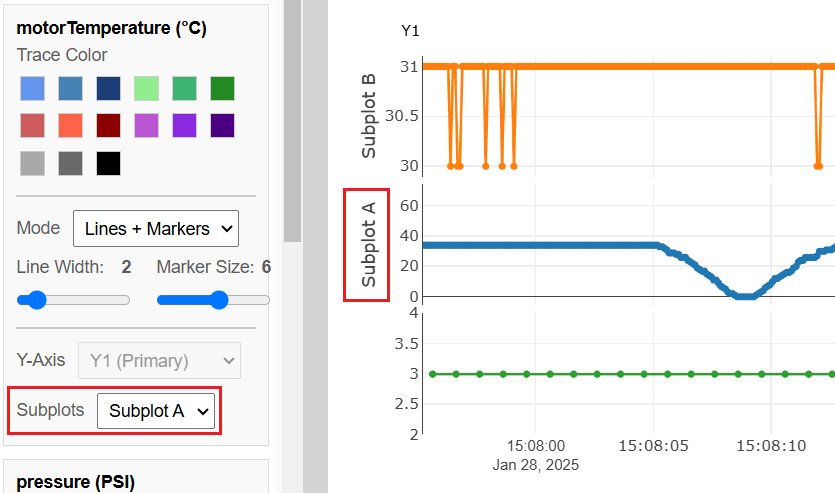 motorTemperature (°C)
Trace Color
Mode Lines + Markers
Line Width: 2 Marker Size: 6
Y-Axis Y1 (Primary)
Subplots Subplot A
pressure (PSI)
Y1
Subplot B
31
30.5
30
Subplot A
60
40
20
0
4
3.5
3
2.5
2
15:08:00 15:08:05 15:08:10
Jan 28, 2025